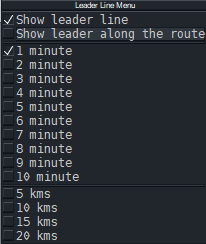 Leader Line Menu
Show leader line
Show leader along the route
1 minute
2 minute
3 minute
4 minute
5 minute
6 minute
7 minute
8 minute
9 minute
10 minute
5 kms
10 kms
15 kms
20 kms